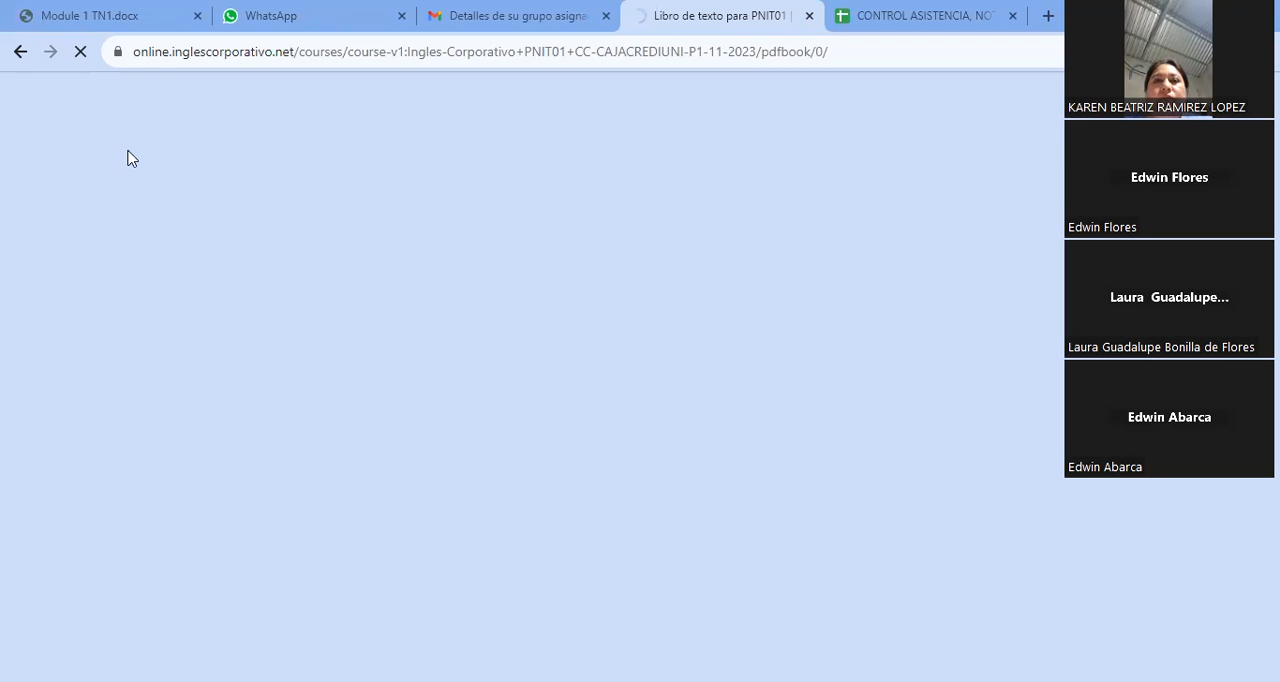 Module 1 TN1.docx
WhatsApp
Detalles de su grupo asigna
Libro de texto para PNIT01 |
CONTROL ASISTENCIA, NO
online.inglescorporativo.net/courses/course-v1:Ingles-Corporativo+PNIT01+CC-CAJACREDIUNI-P1-11-2023/pdfbook/0/
KAREN BEATRIZ RAMIREZ LOPEZ
Edwin Flores
Edwin Flores
Laura Guadalupe...
Laura Guadalupe Bonilla de Flores
Edwin Abarca
Edwin Abarca